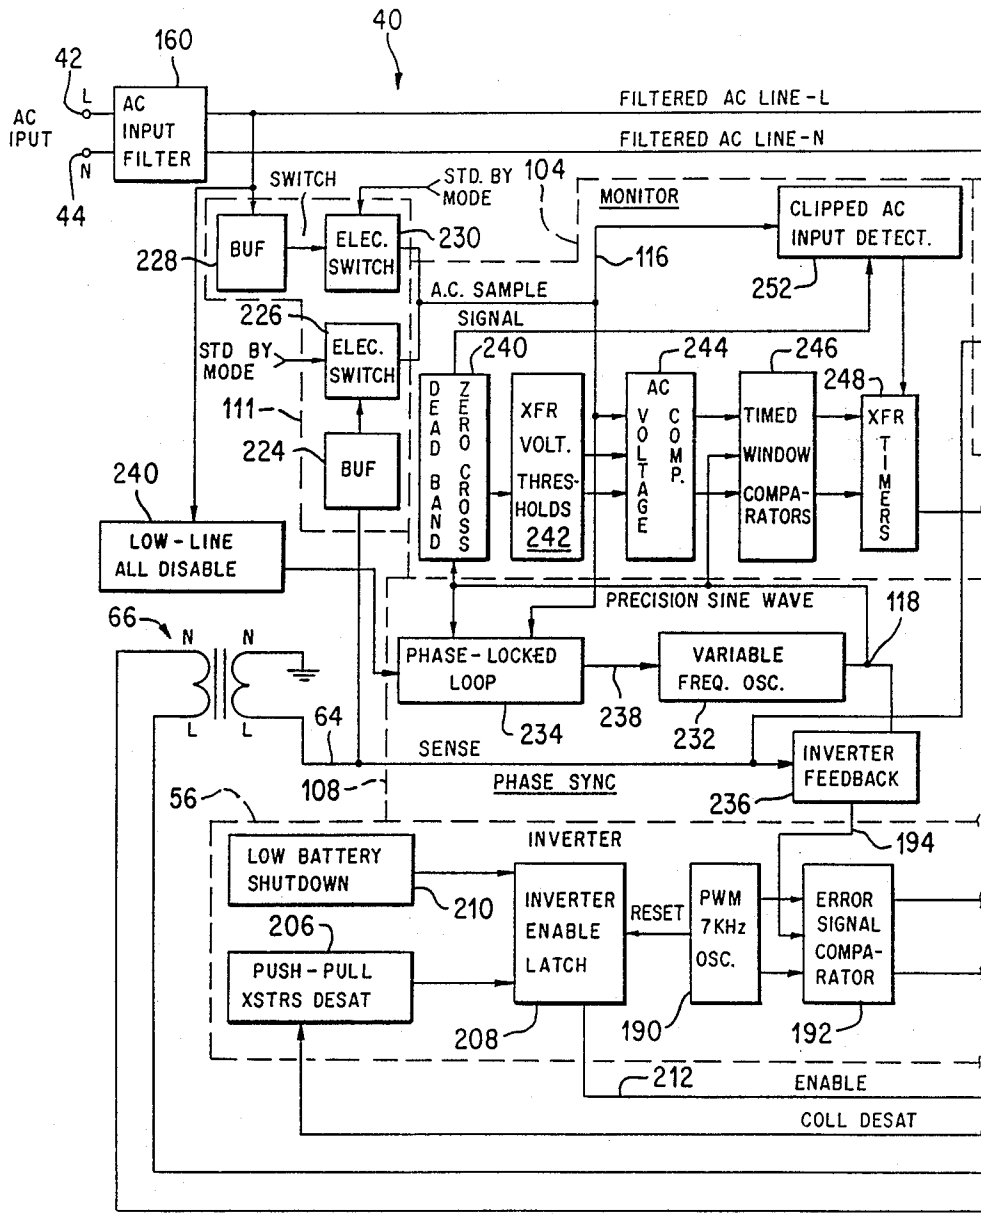 40
160
42
L
AC
IPUT
AC
INPUT
FILTER
N
44
FILTERED AC LINE-L
FILTERED AC LINE-N
SWITCH
STD. BY
MODE
104
MONITOR
CLIPPED AC
INPUT DETECT.
252
BUF
228
ELEC.
SWITCH
230
116
A.C. SAMPLE
SIGNAL
226
STD BY
MODE
ELEC.
SWITCH
240
244
246
248
DEAD BAND
ZERO CROSS
XFR
VOLT.
THRES-
HOLDS
242
AC
VOLTAGE
COMP.
TIMED
WINDOW
COMPA-
RATORS
XFR
TIMERS
111
224
BUF
240
LOW-LINE
ALL DISABLE
PRECISION SINE WAVE
118
66
N N
L L
PHASE-LOCKED
LOOP
234
238
VARIABLE
FREQ. OSC.
232
64
SENSE
INVERTER
FEEDBACK
236
108
PHASE SYNC
56
INVERTER
194
LOW BATTERY
SHUTDOWN
210
206
PUSH-PULL
XSTRS DESAT
INVERTER
ENABLE
LATCH
208
RESET
PWM
7KHz
OSC.
190
ERROR
SIGNAL
COMPA-
RATOR
192
212
ENABLE
COLL DESAT